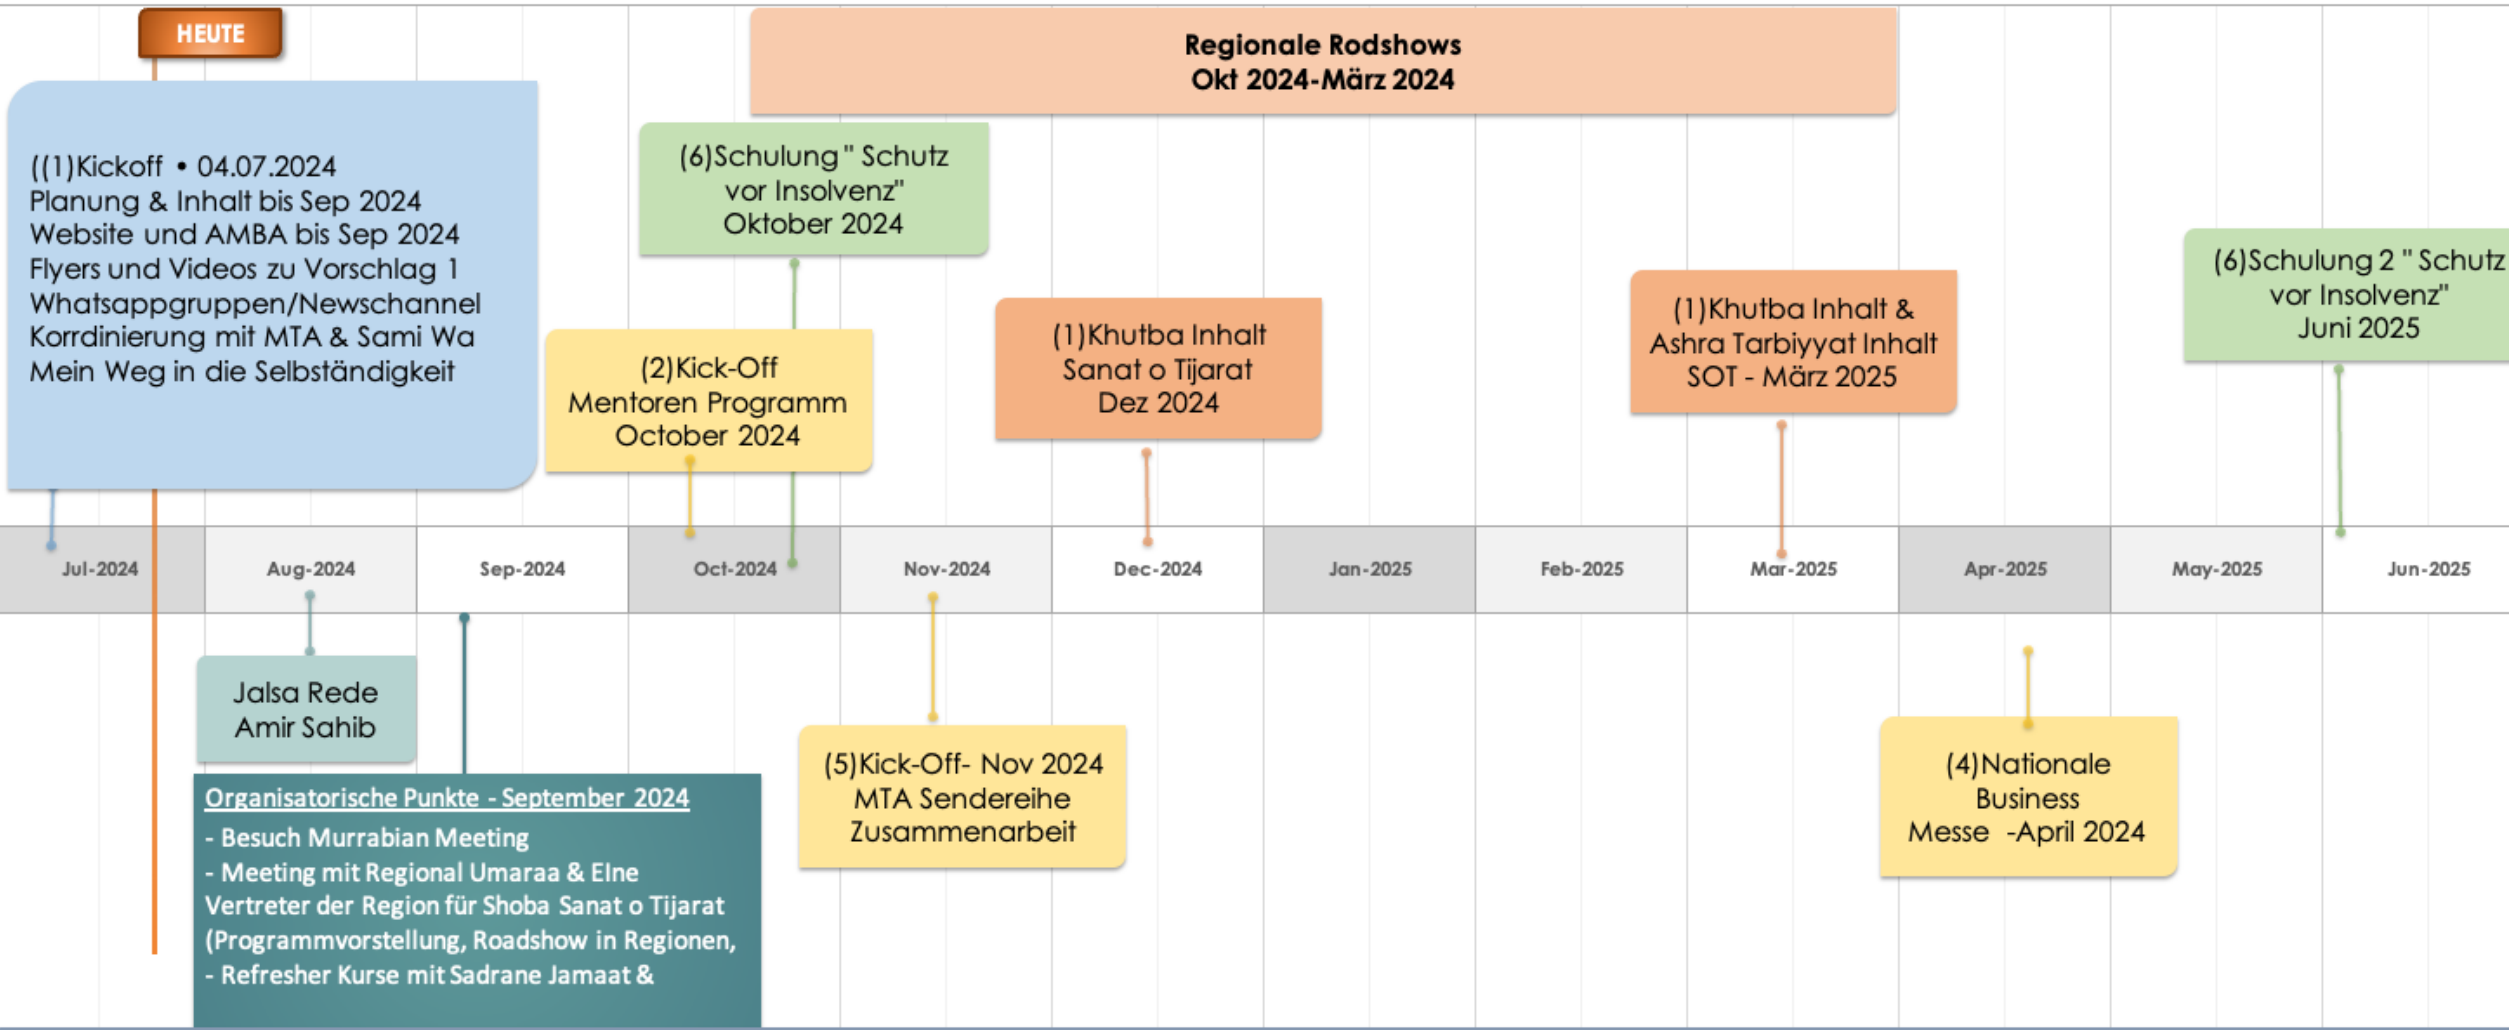 HEUTE
Regionale Rodshows
Okt 2024-März 2024
((1)Kickoff • 04.07.2024
Planung & Inhalt bis Sep 2024
Website und AMBA bis Sep 2024
Flyers und Videos zu Vorschlag 1
Whatsappgruppen/Newschannel
Korrdinierung mit MTA & Sami Wa
Mein Weg in die Selbständigkeit
(6)Schulung " Schutz
vor Insolvenz"
Oktober 2024
(2)Kick-Off
Mentoren Programm
October 2024
(1)Khutba Inhalt
Sanat o Tijarat
Dez 2024
(1)Khutba Inhalt &
Ashra Tarbiyyat Inhalt
SOT - März 2025
(6)Schulung 2 " Schutz
vor Insolvenz"
Juni 2025
Jul-2024
Aug-2024
Sep-2024
Oct-2024
Nov-2024
Dec-2024
Jan-2025
Feb-2025
Mar-2025
Apr-2025
May-2025
Jun-2025
Jalsa Rede
Amir Sahib
Organisatorische Punkte - September 2024
- Besuch Murrabian Meeting
- Meeting mit Regional Umaraa & EIne
Vertreter der Region für Shoba Sanat o Tijarat
(Programmvorstellung, Roadshow in Regionen,
- Refresher Kurse mit Sadrane Jamaat &
(5)Kick-Off- Nov 2024
MTA Sendereihe
Zusammenarbeit
(4)Nationale
Business
Messe -April 2024